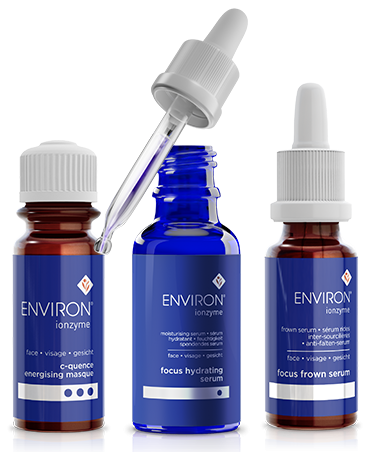 ENVIRON®
ionzyme
face • visage • gesicht
c-quence
energising masque
ENVIRON®
ionzyme
moisturising serum • sérum
hydratant • feuchtigkeit
spendendes serum
face • visage • gesicht
focus hydrating
serum
ENVIRON®
ionzyme
frown serum • sérum rides
inter-sourcilières
• anti-falten-serum
face • visage • gesicht
focus frown serum